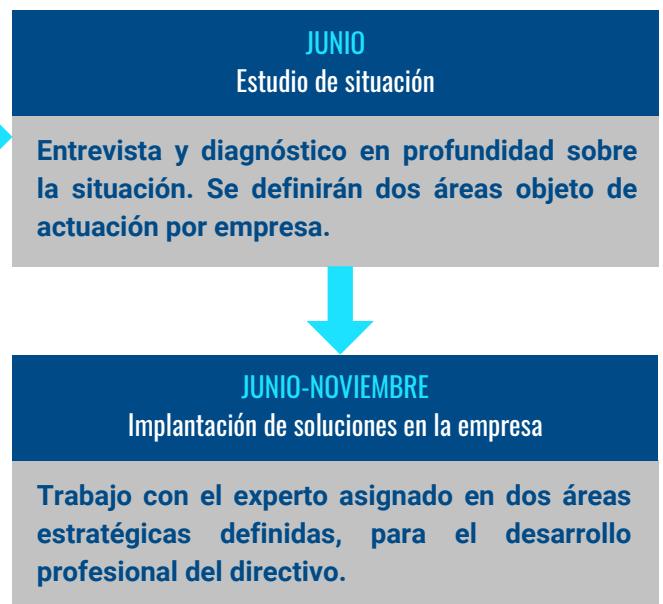 JUNIO
Estudio de situación
Entrevista y diagnóstico en profundidad sobre
la situación. Se definirán dos áreas objeto de
actuación por empresa.
JUNIO-NOVIEMBRE
Implantación de soluciones en la empresa
Trabajo con el experto asignado en dos áreas
estratégicas definidas, para el desarrollo
profesional del directivo.